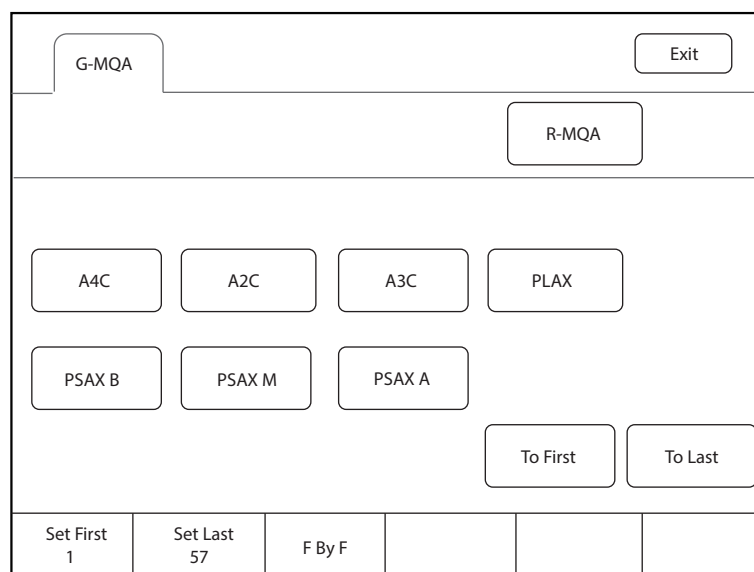 G-MQA
Exit
R-MQA
A4C
A2C
A3C
PLAX
PSAX B
PSAX M
PSAX A
To First
To Last
Set First
1
Set Last
57
F By F